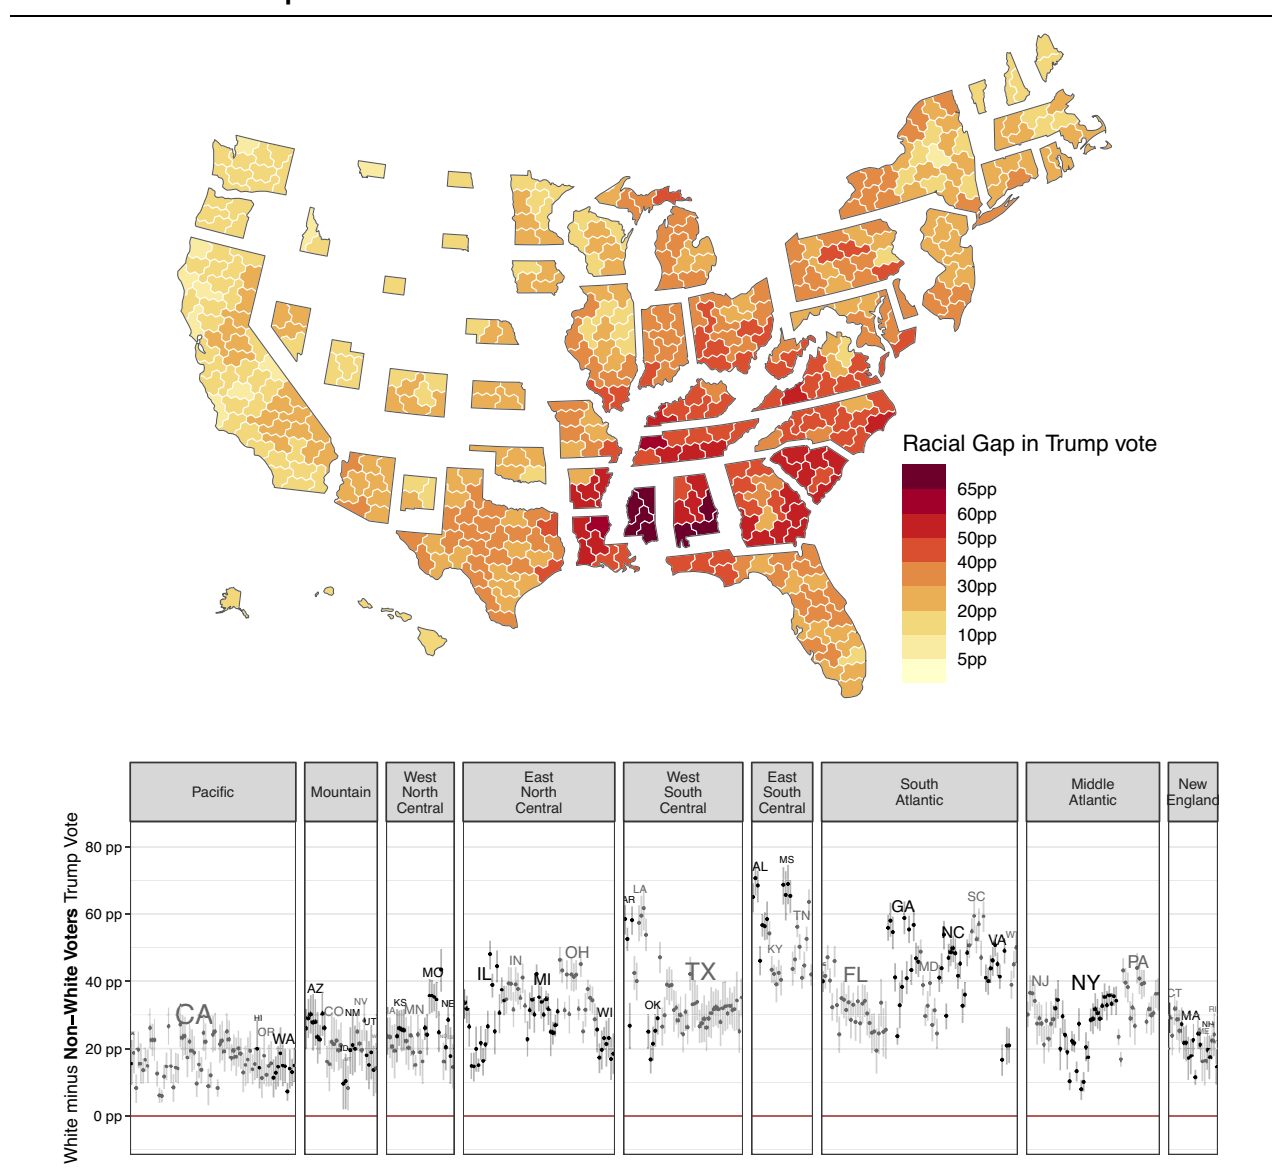 Racial Gap in Trump vote
65pp
60pp
50pp
40pp
30pp
20pp
10pp
5pp
White minus Non–White Voters Trump Vote
80 pp
60 pp
40 pp
20 pp
0 pp
Pacific
Mountain
West
North
Central
East
North
Central
West
South
Central
East
South
Central
South
Atlantic
Middle
Atlantic
New
England
CA
HI
OR
WA
AZ
CO
NM
NV
UT
ID
KS
MN
MO
NE
IL
IN
MI
OH
WI
AR
LA
OK
TX
AL
MS
KY
TN
FL
GA
MD
NC
SC
VA
NJ
NY
PA
CT
MA
NH
RI